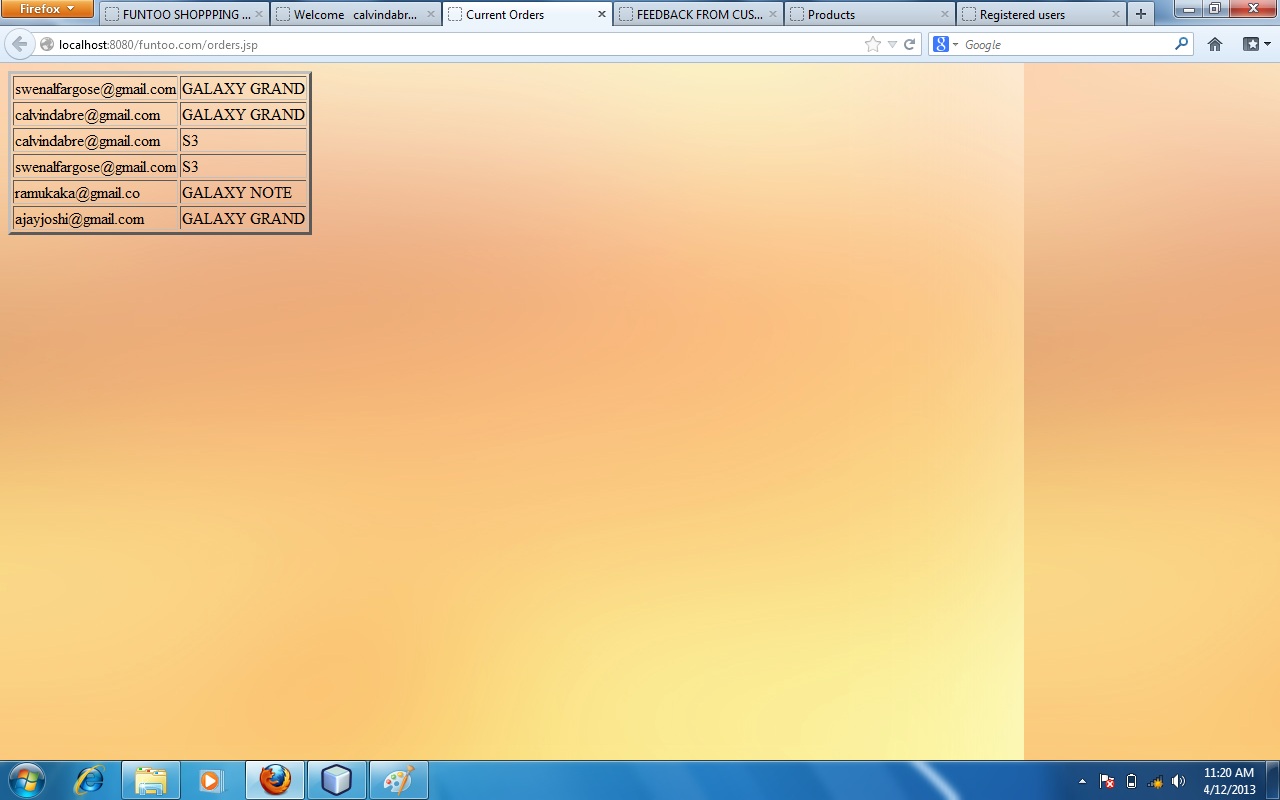 Firefox
FUNTOO SHOPPPING ...
Welcome calvindabr...
Current Orders
FEEDBACK FROM CUS...
Products
Registered users
localhost:8080/funtoo.com/orders.jsp
Google
swenalfargose@gmail.com GALAXY GRAND
calvindabre@gmail.com GALAXY GRAND
calvindabre@gmail.com S3
swenalfargose@gmail.com S3
ramukaka@gmail.co GALAXY NOTE
ajayjoshi@gmail.com GALAXY GRAND
11:20 AM
4/12/2013